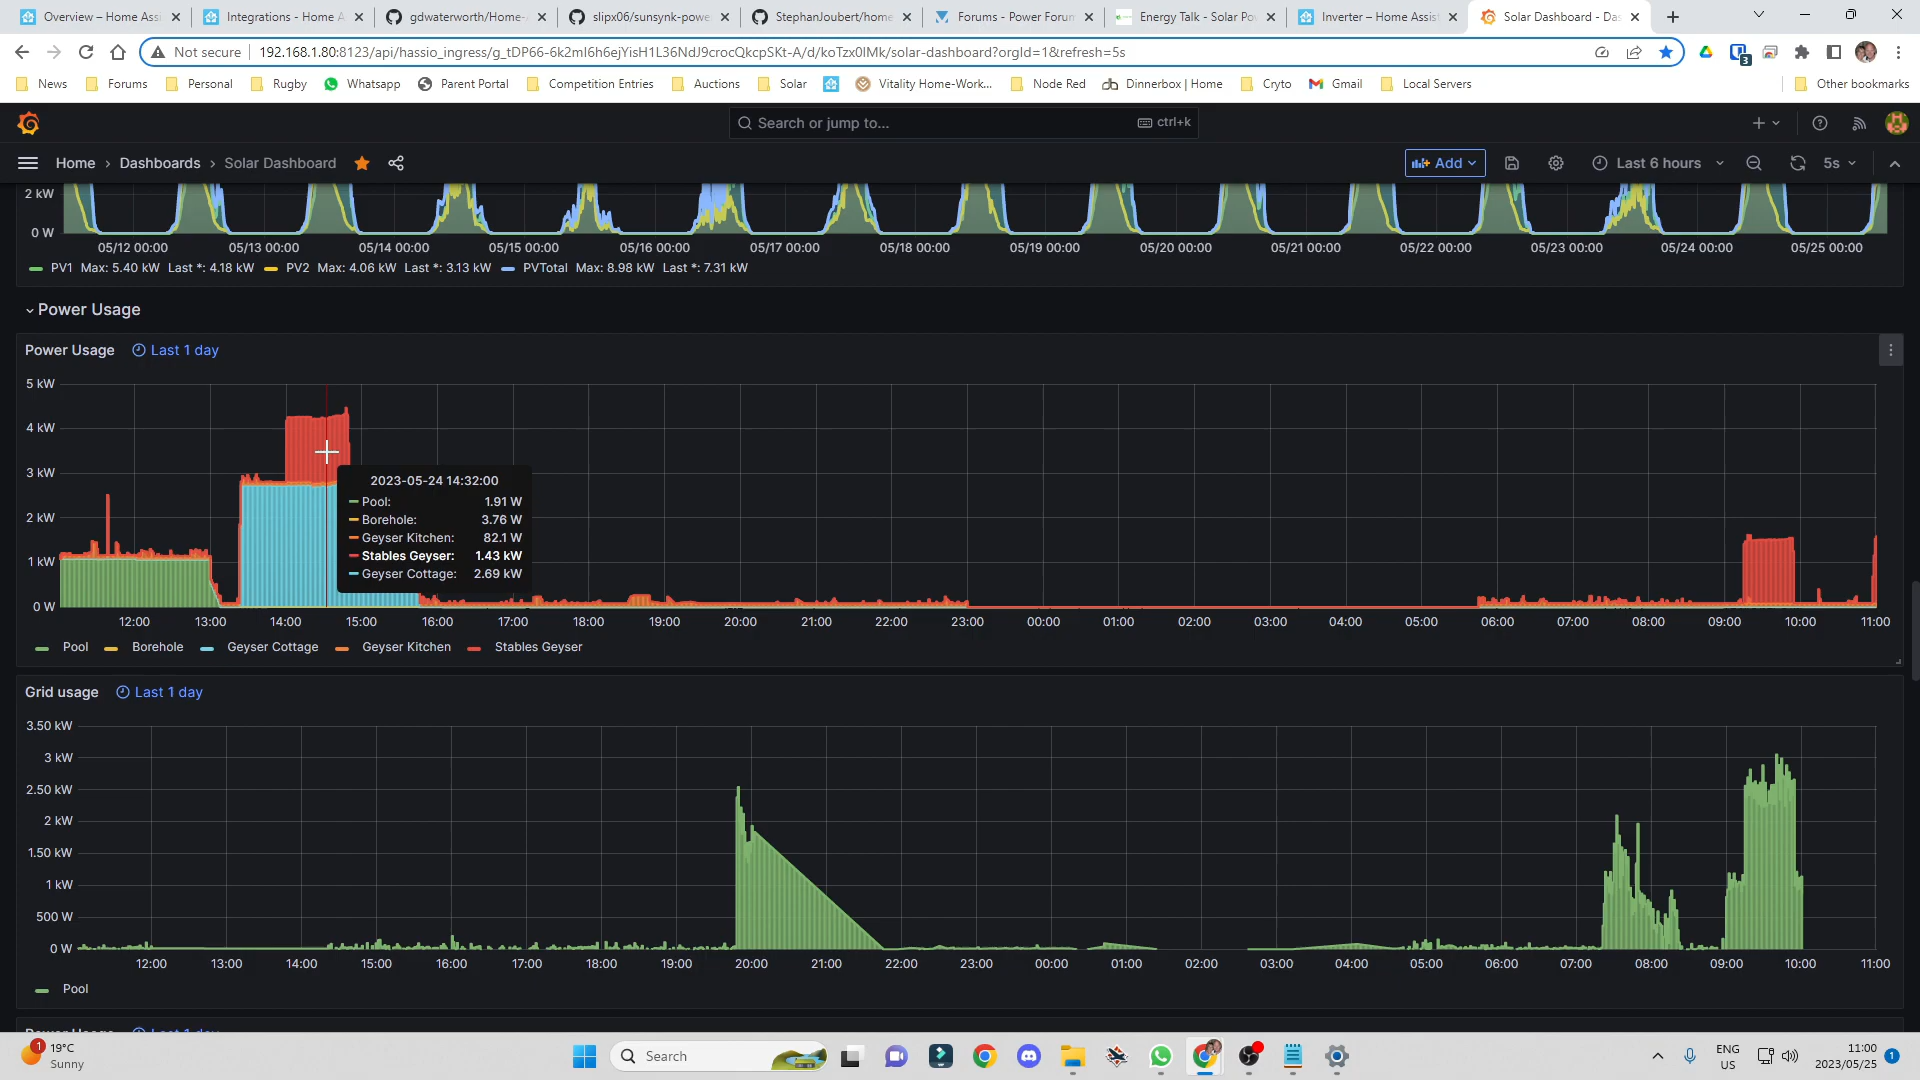 Overview – Home Assi
Integrations - Home A
gdwaterworth/Home-
slipx06/sunsynk-powe
StephanJoubert/home
Forums - Power Forum
Energy Talk - Solar Po
Inverter – Home Assist
Solar Dashboard - Das
Not secure
192.168.1.80:8123/api/hassio_ingress/g_tDP66-6k2mI6h6ejYisH1L36NdJ9crocQkcpSKt-A/d/koTzx0lMk/solar-dashboard?orgId=1&refresh=5s
3
News
Forums
Personal
Rugby
Whatsapp
Parent Portal
Competition Entries
Auctions
Solar
Vitality Home-Work...
Node Red
Dinnerbox | Home
Cryto
Gmail
Local Servers
Other bookmarks
Search or jump to...
ctrl+k
Home
Dashboards
Solar Dashboard
Add
Last 6 hours
5s
2 kW
0 W
05/12 00:00 05/13 00:00 05/14 00:00 05/15 00:00 05/16 00:00 05/17 00:00 05/18 00:00 05/19 00:00 05/20 00:00 05/21 00:00 05/22 00:00 05/23 00:00 05/24 00:00 05/25 00:00
PV1 Max: 5.40 kW Last *: 4.18 kW PV2 Max: 4.06 kW Last *: 3.13 kW PVTotal Max: 8.98 kW Last *: 7.31 kW
Power Usage
Power Usage Last 1 day
5 kW
4 kW
3 kW
2 kW
1 kW
0 W
2023-05-24 14:32:00
Pool: 1.91 W
Borehole: 3.76 W
Geyser Kitchen: 82.1 W
Stables Geyser: 1.43 kW
Geyser Cottage: 2.69 kW
12:00 13:00 14:00 15:00 16:00 17:00 18:00 19:00 20:00 21:00 22:00 23:00 00:00 01:00 02:00 03:00 04:00 05:00 06:00 07:00 08:00 09:00 10:00 11:00
Pool Borehole Geyser Cottage Geyser Kitchen Stables Geyser
Grid usage Last 1 day
3.50 kW
3 kW
2.50 kW
2 kW
1.50 kW
1 kW
500 W
0 W
12:00 13:00 14:00 15:00 16:00 17:00 18:00 19:00 20:00 21:00 22:00 23:00 00:00 01:00 02:00 03:00 04:00 05:00 06:00 07:00 08:00 09:00 10:00 11:00
Pool
Power Usage Last 1 day
1
19°C
Sunny
Search
ENG
US
11:00
2023/05/25
1